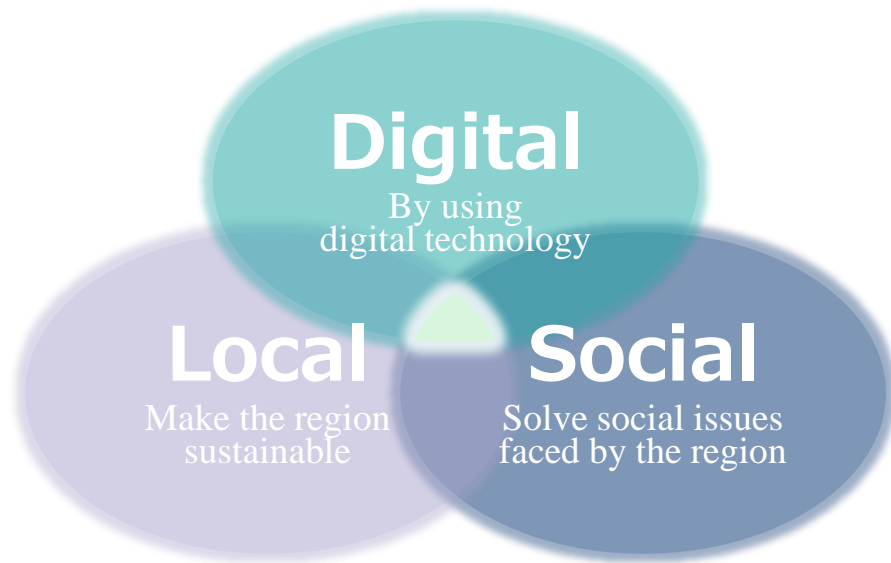 Digital
By using
digital technology
Local
Make the region
sustainable
Social
Solve social issues
faced by the region